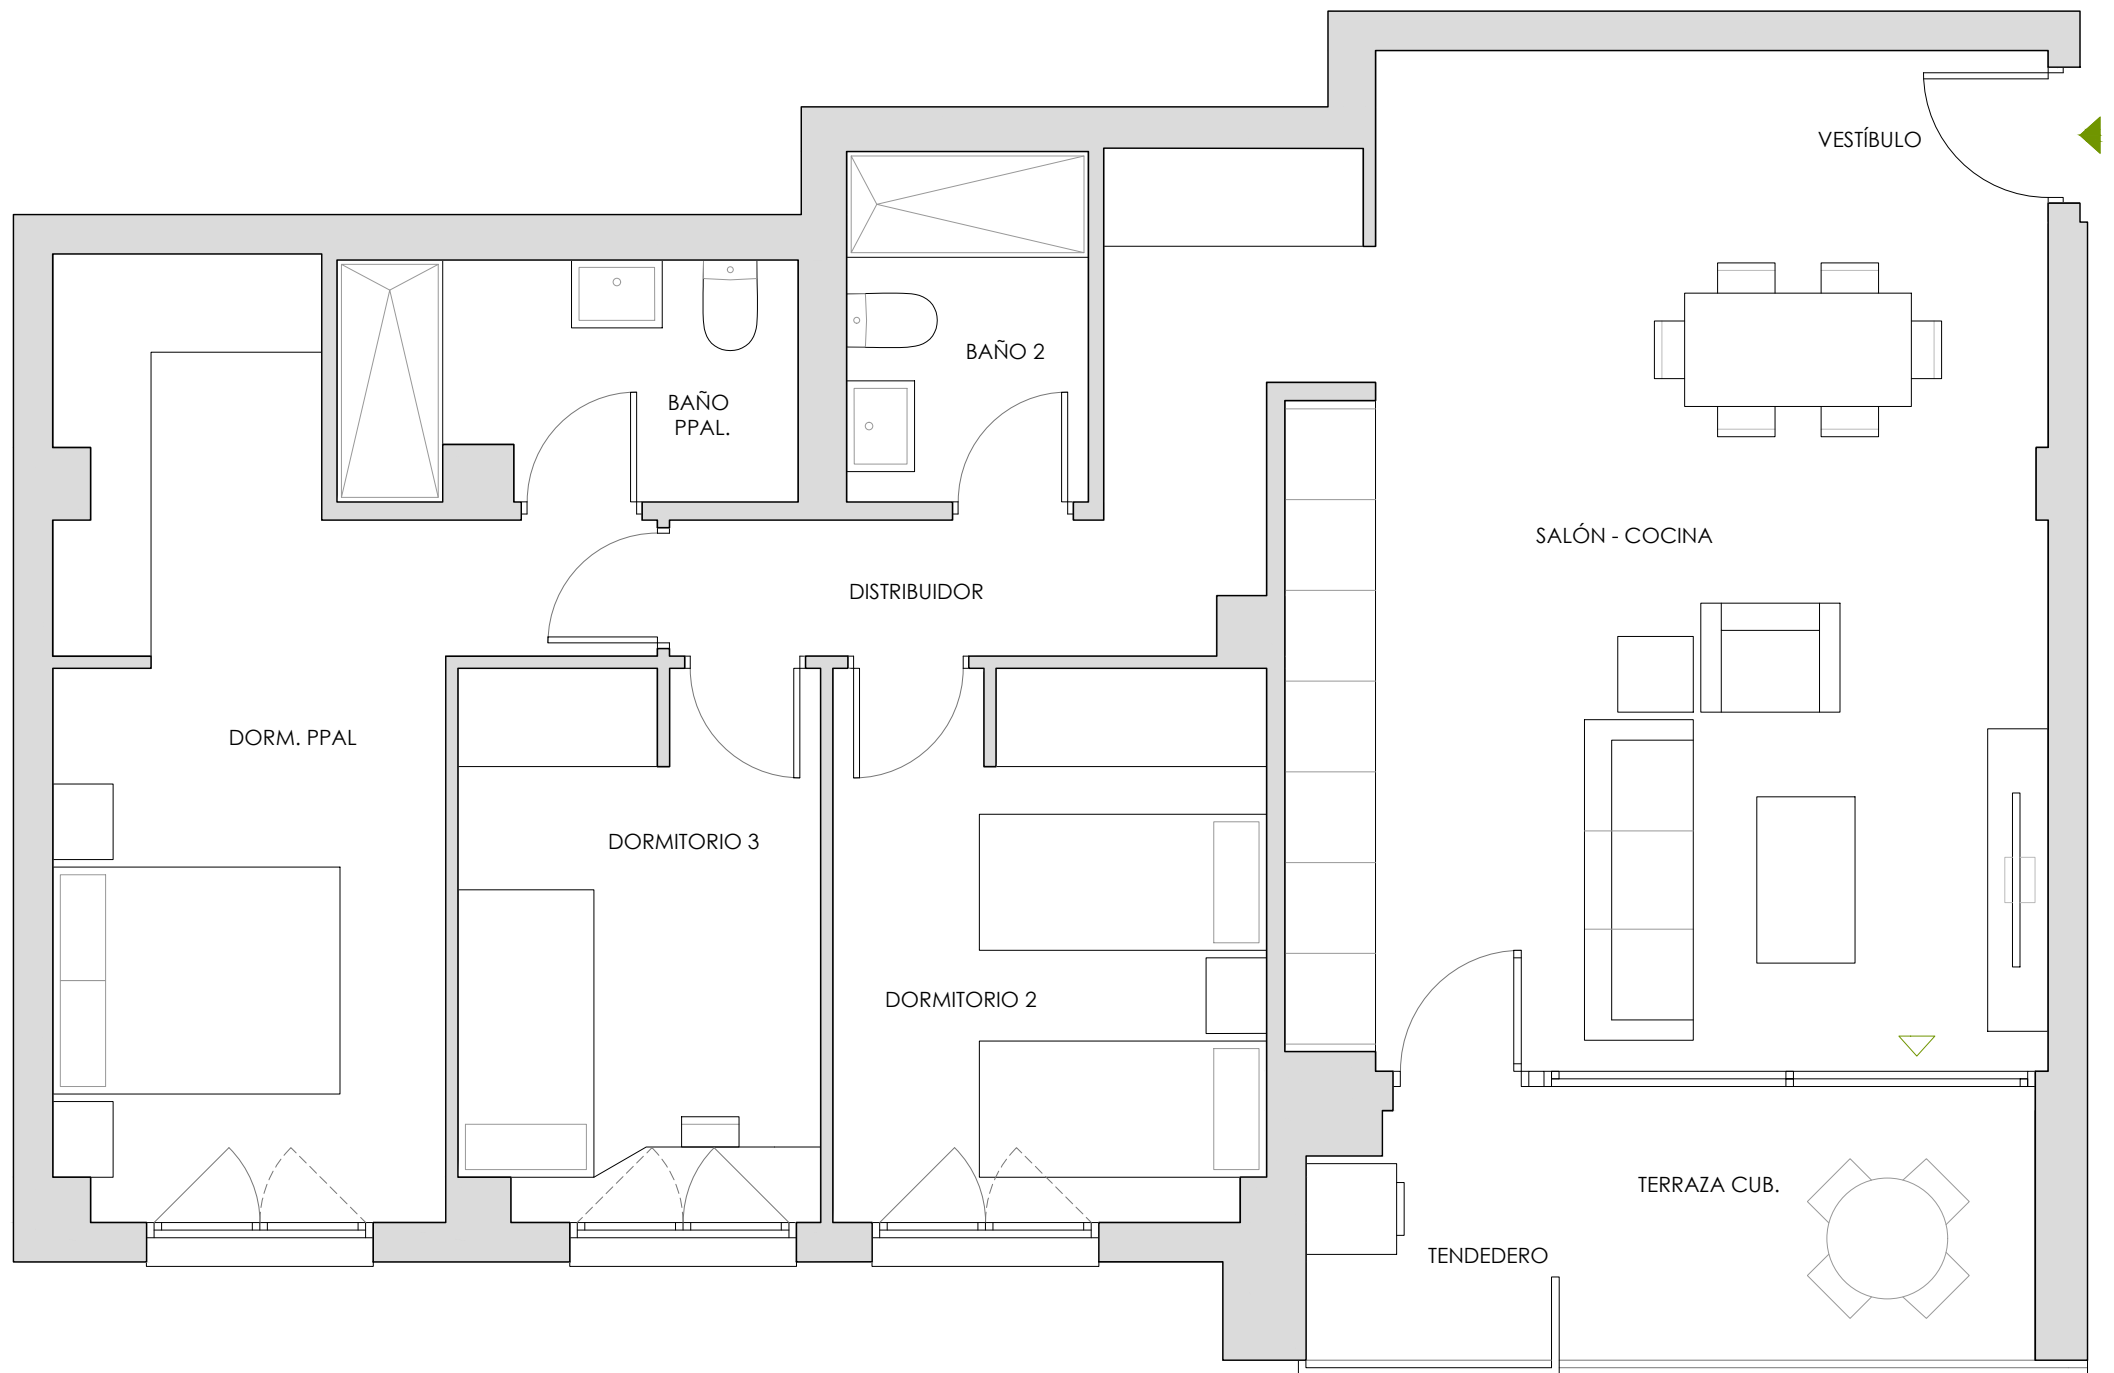 VESTÍBULO
BAÑO 2
BAÑO
PPAL.
SALÓN - COCINA
DISTRIBUIDOR
DORM. PPAL
DORMITORIO 3
DORMITORIO 2
TERRAZA CUB.
TENDEDERO